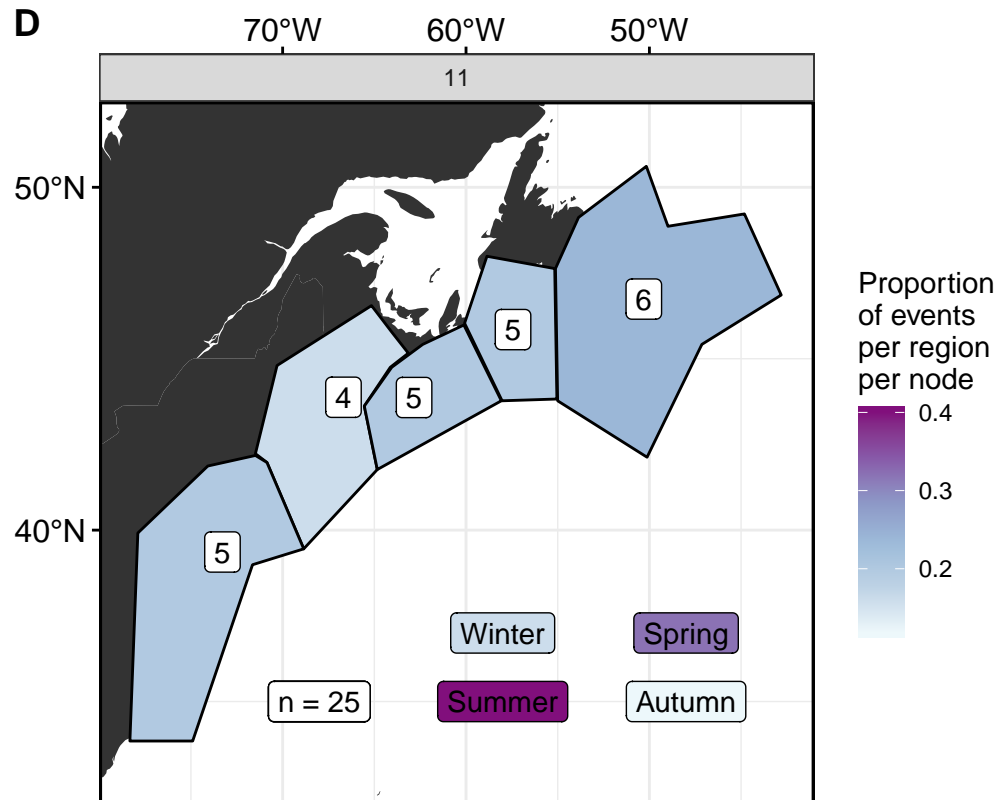 D
70°W 60°W 50°W
11
50°N
40°N
6
5
4
5
5
Winter Spring
n = 25 Summer Autumn
Proportion
of events
per region
per node
0.4
0.3
0.2